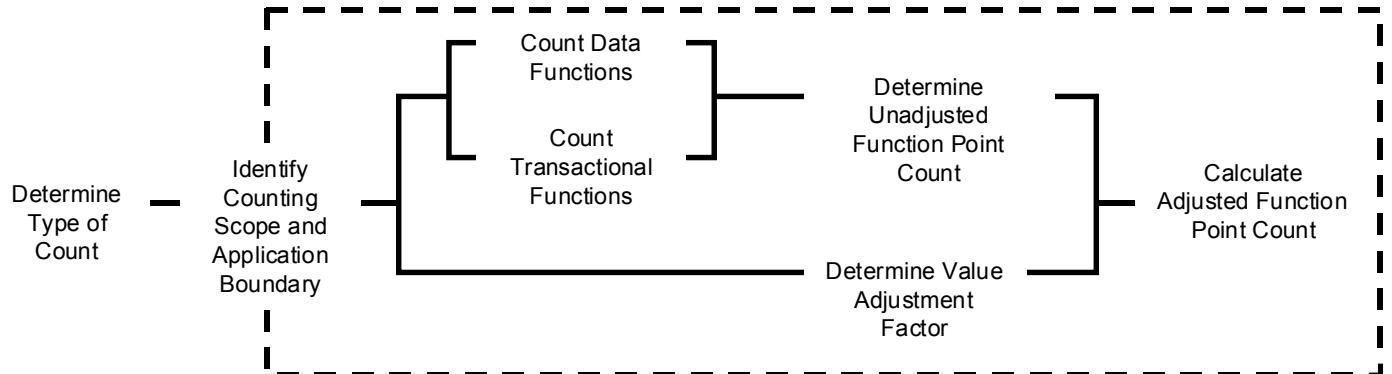 Determine
Type of
Count
Identify
Counting
Scope and
Application
Boundary
Count Data
Functions
Count
Transactional
Functions
Determine
Unadjusted
Function Point
Count
Determine Value
Adjustment
Factor
Calculate
Adjusted Function
Point Count